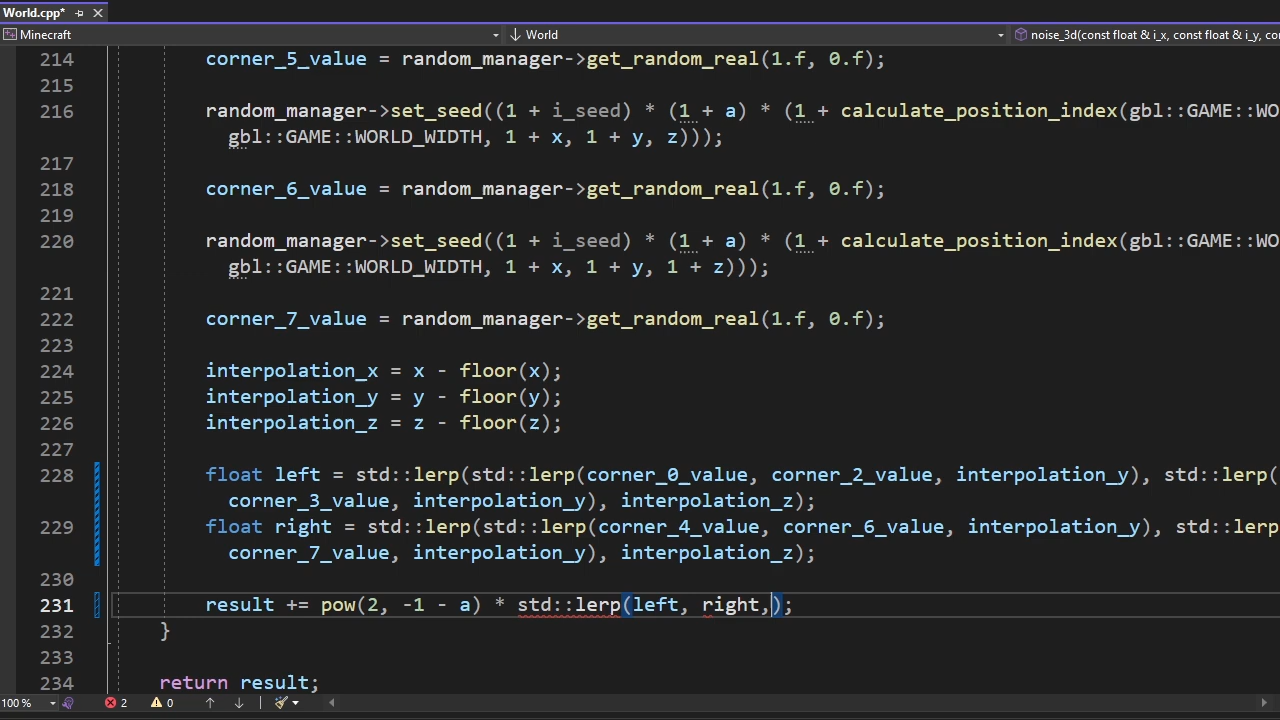 World.cpp*
Minecraft
World
noise_3d(const float & i_x, const float & i_y, co
214 corner_5_value = random_manager->get_random_real(1.f, 0.f);
215
216 random_manager->set_seed((1 + i_seed) * (1 + a) * (1 + calculate_position_index(gbl::GAME::WO
gbl::GAME::WORLD_WIDTH, 1 + x, 1 + y, z)));
217
218 corner_6_value = random_manager->get_random_real(1.f, 0.f);
219
220 random_manager->set_seed((1 + i_seed) * (1 + a) * (1 + calculate_position_index(gbl::GAME::WO
gbl::GAME::WORLD_WIDTH, 1 + x, 1 + y, 1 + z)));
221
222 corner_7_value = random_manager->get_random_real(1.f, 0.f);
223
224 interpolation_x = x - floor(x);
225 interpolation_y = y - floor(y);
226 interpolation_z = z - floor(z);
227
228 float left = std::lerp(std::lerp(corner_0_value, corner_2_value, interpolation_y), std::lerp(
corner_3_value, interpolation_y), interpolation_z);
229 float right = std::lerp(std::lerp(corner_4_value, corner_6_value, interpolation_y), std::lerp
corner_7_value, interpolation_y), interpolation_z);
230
231 result += pow(2, -1 - a) * std::lerp(left, right,);
232 }
233
234 return result;
100 % 2 0